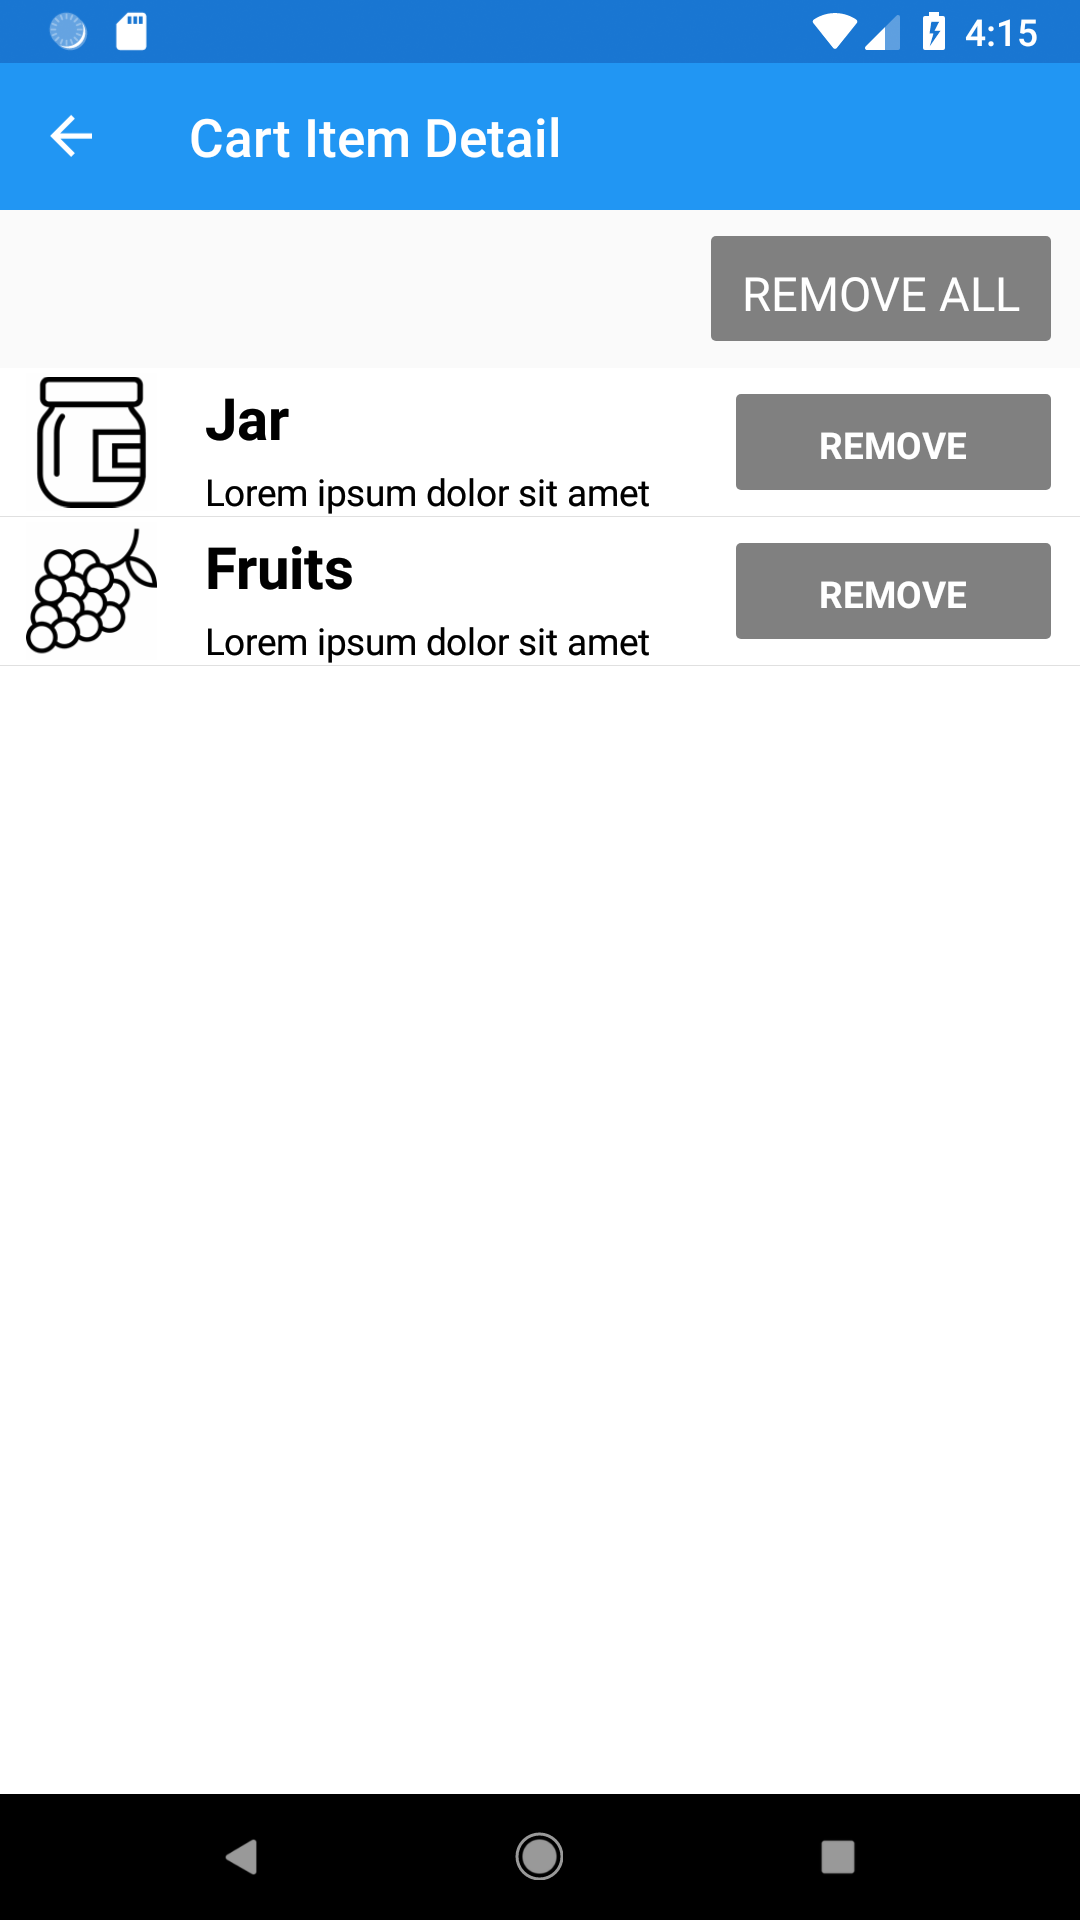 4:15
Cart Item Detail
REMOVE ALL
Jar
REMOVE
Lorem ipsum dolor sit amet
Fruits
REMOVE
Lorem ipsum dolor sit amet